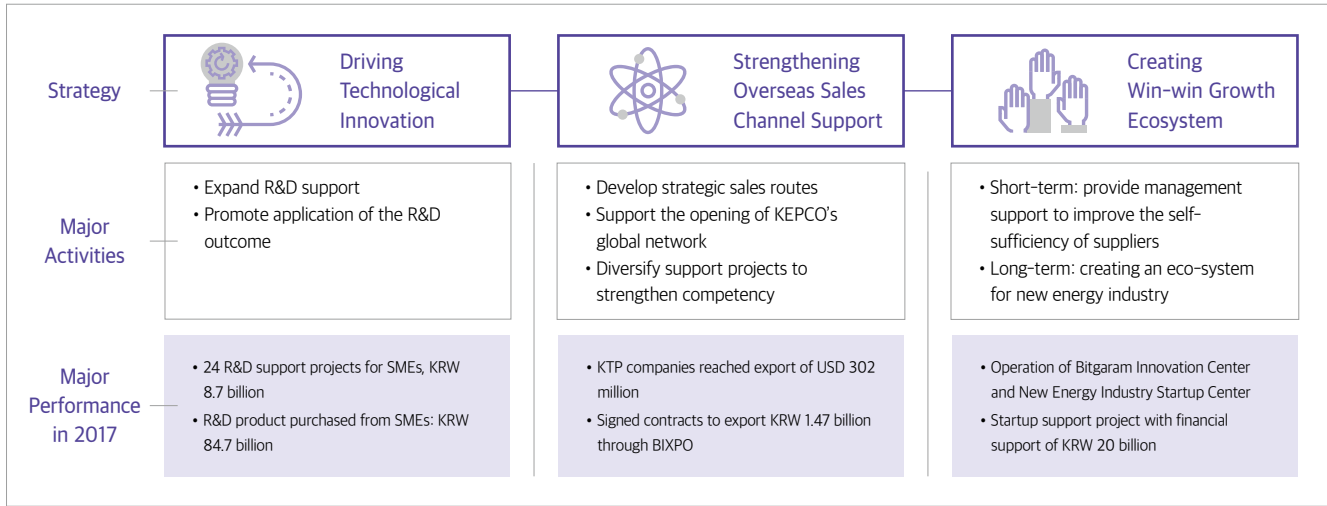 Strategy
Driving
Technological
Innovation
Strengthening
Overseas Sales
Channel Support
Creating
Win-win Growth
Ecosystem
Major
Activities
• Expand R&D support
• Promote application of the R&D
outcome
• Develop strategic sales routes
• Support the opening of KEPCO’s
global network
• Diversify support projects to
strengthen competency
• Short-term: provide management
support to improve the self-
sufficiency of suppliers
• Long-term: creating an eco-system
for new energy industry
Major
Performance
in 2017
• 24 R&D support projects for SMEs, KRW
8.7 billion
• R&D product purchased from SMEs: KRW
84.7 billion
• KTP companies reached export of USD 302
million
• Signed contracts to export KRW 1.47 billion
through BIXPO
• Operation of Bitgaram Innovation Center
and New Energy Industry Startup Center
• Startup support project with financial
support of KRW 20 billion